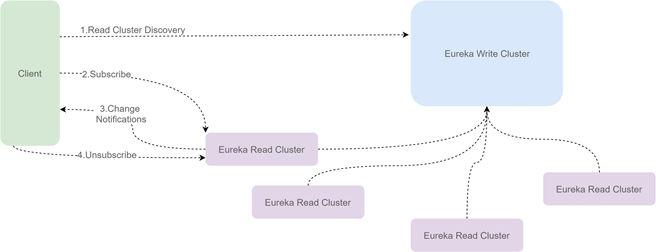 1.Read Cluster Discovery
Eureka Write Cluster
Client
2.Subscribe
3.Change
Notifications
4.Unsubscribe
Eureka Read Cluster
Eureka Read Cluster
Eureka Read Cluster
Eureka Read Cluster